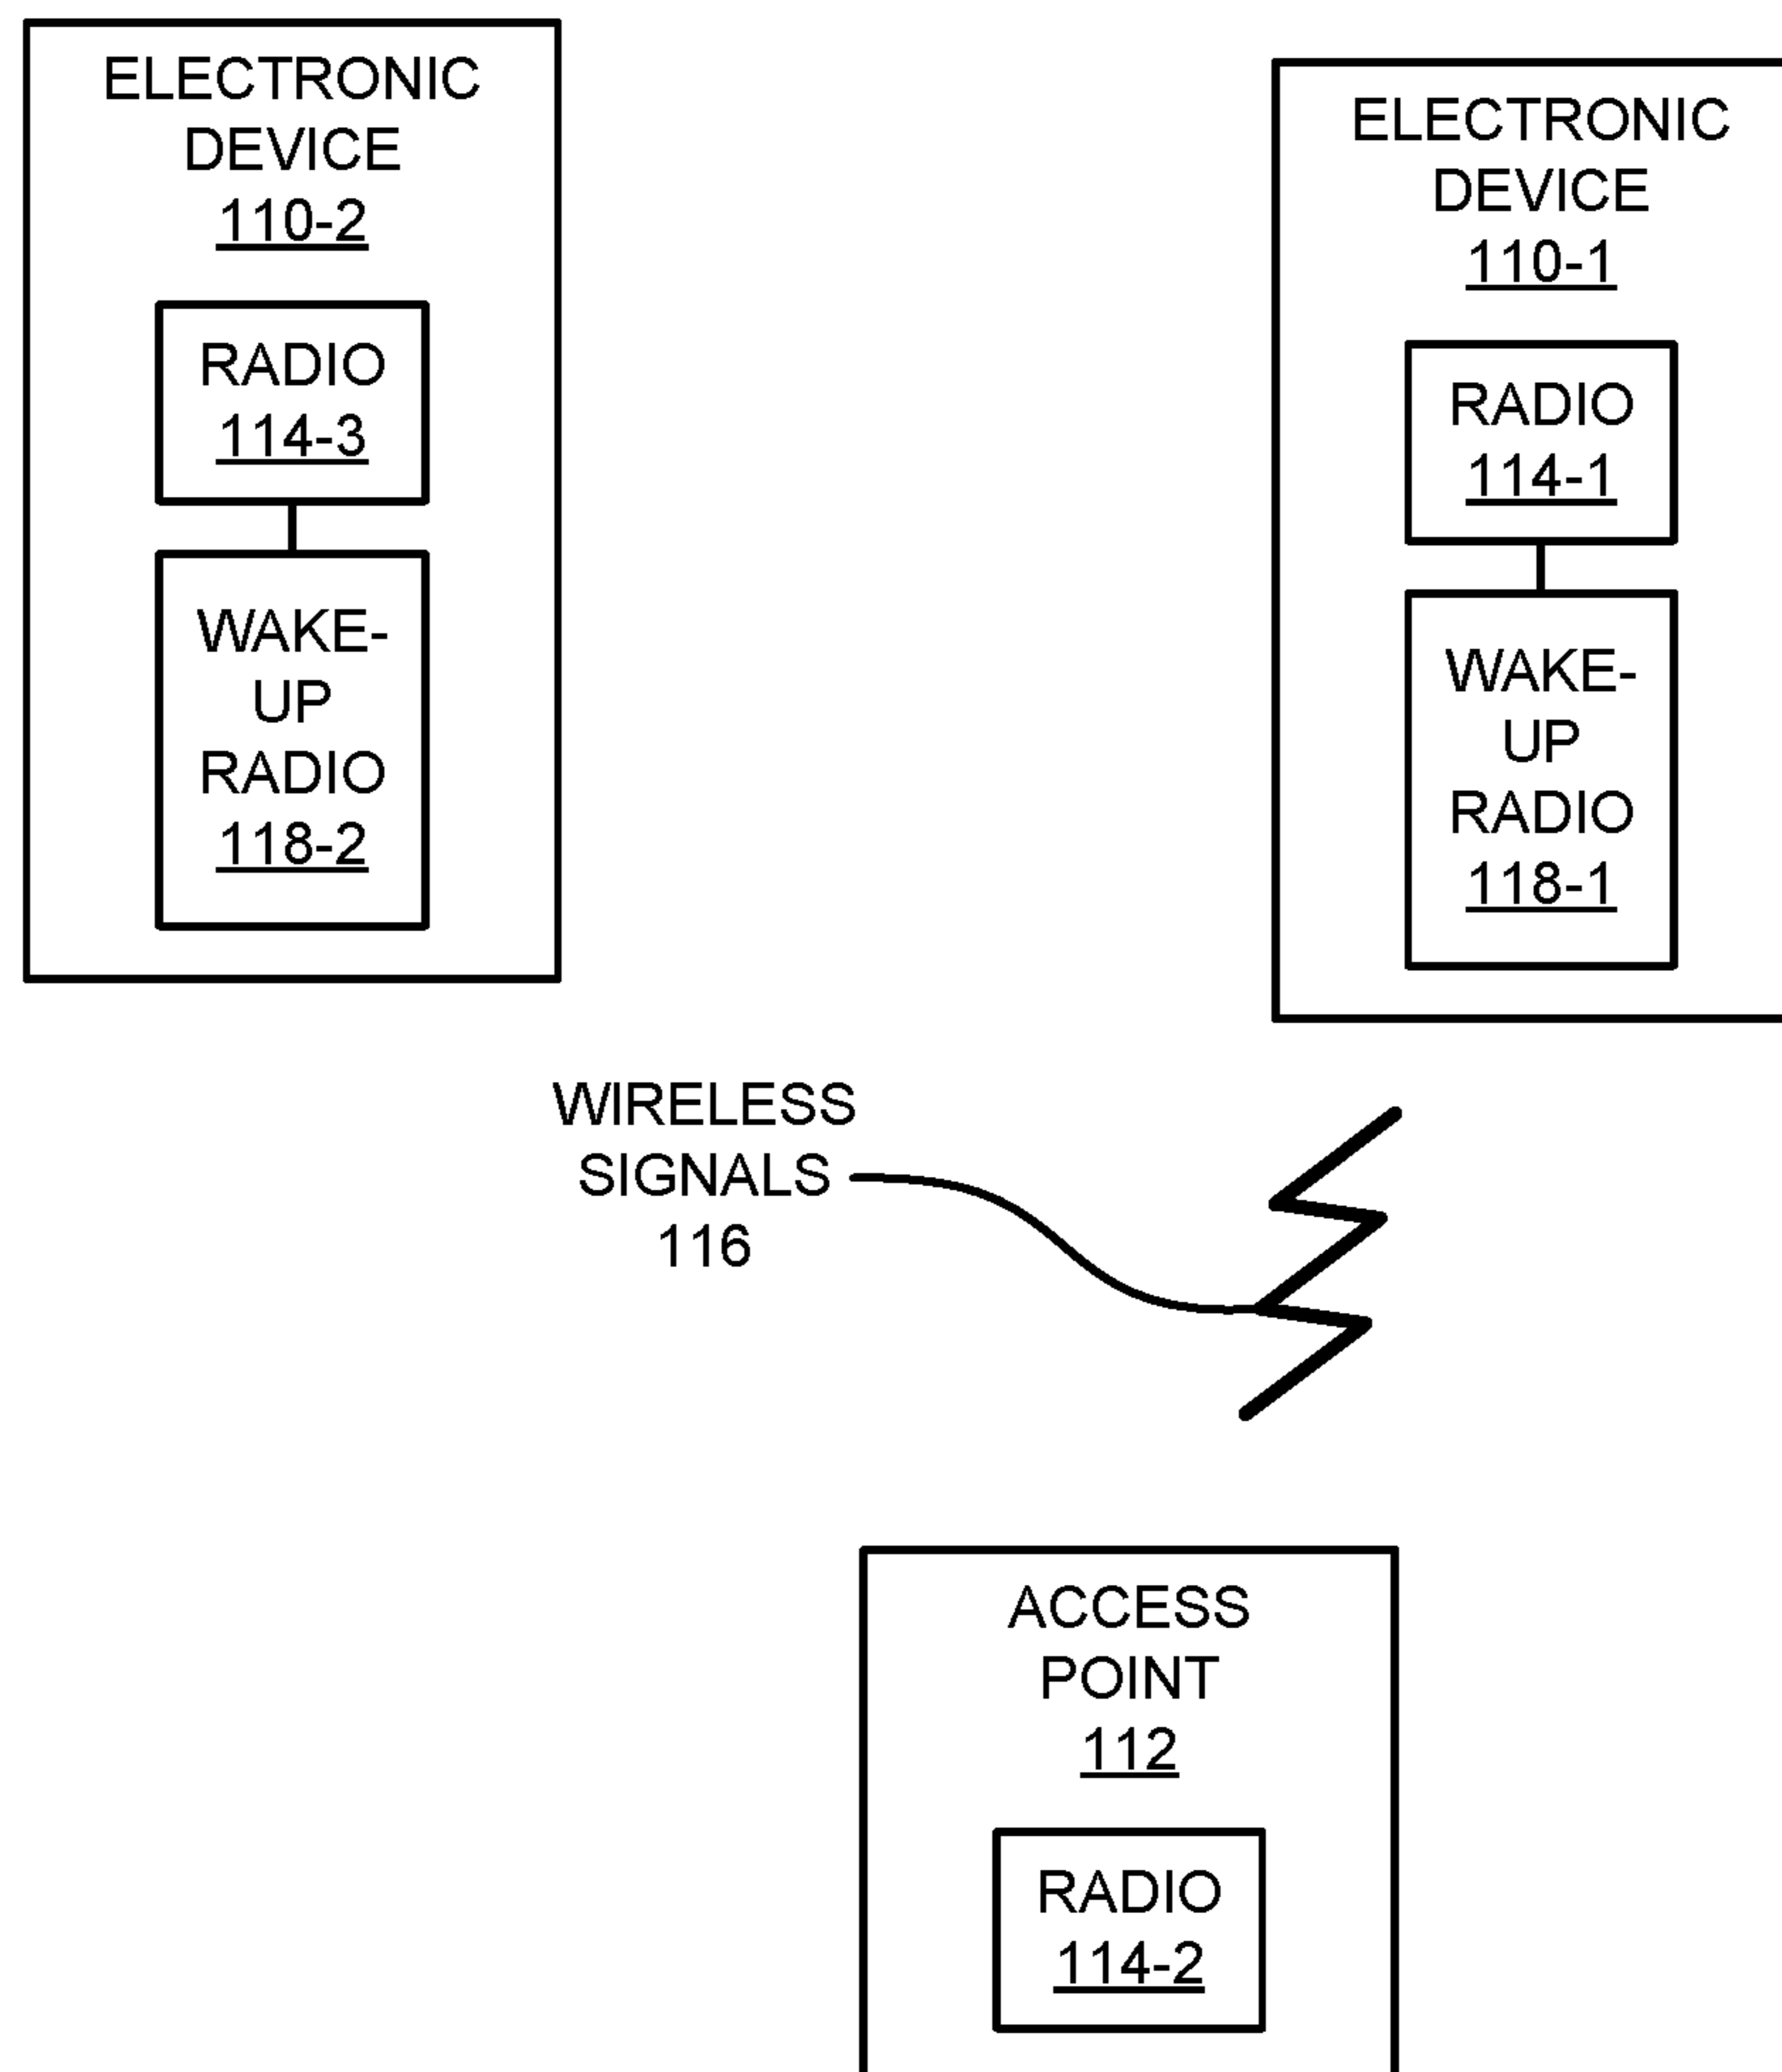 ELECTRONIC
DEVICE
110-2
RADIO
114-3
WAKE-
UP
RADIO
118-2
ELECTRONIC
DEVICE
110-1
RADIO
114-1
WAKE-
UP
RADIO
118-1
WIRELESS
SIGNALS
116
ACCESS
POINT
112
RADIO
114-2